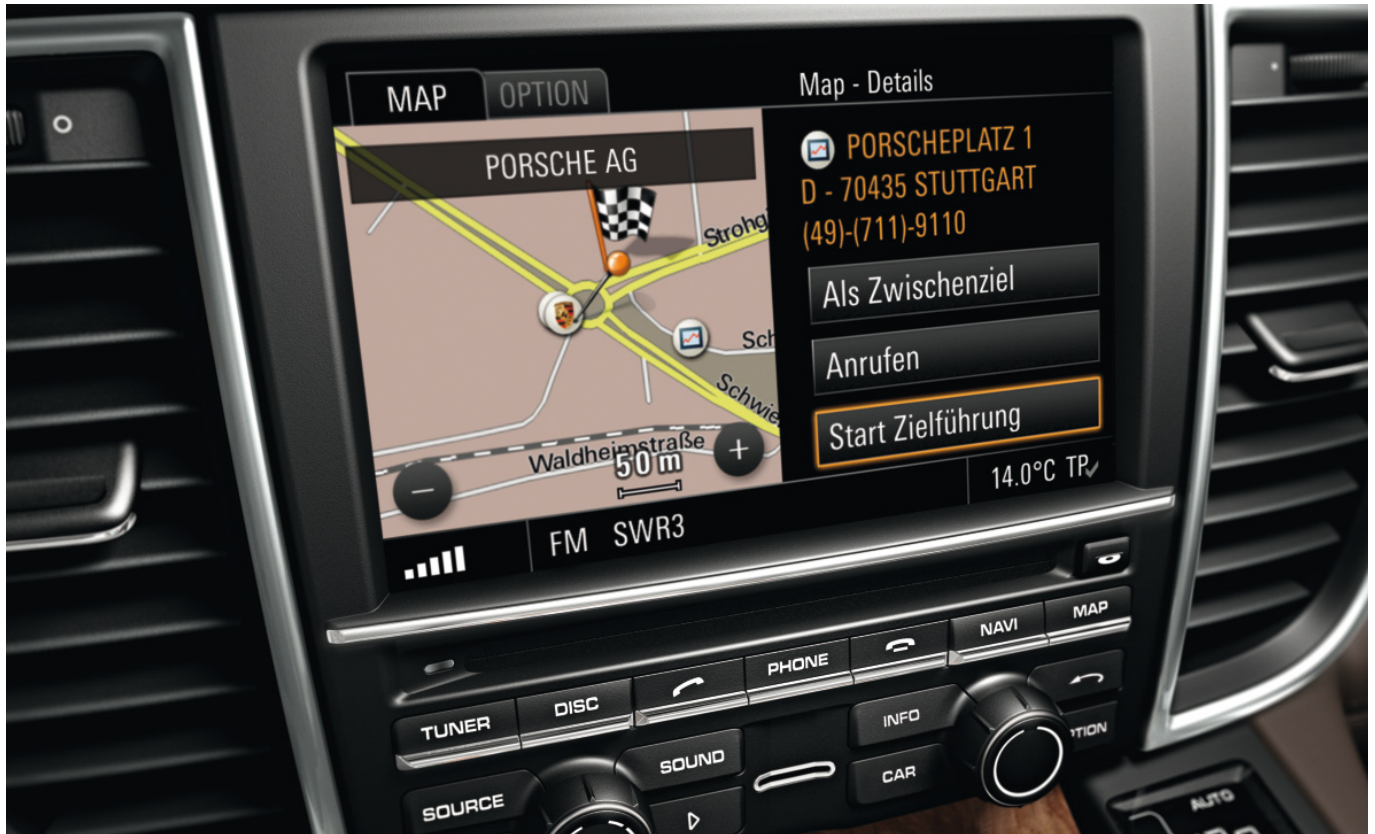 MAP OPTION
Map - Details
PORSCHE AG
PORSCHEPLATZ 1
D - 70435 STUTTGART
(49)-(711)-9110
Als Zwischenziel
Anrufen
Start Zielführung
Waldheimstraße
50 m
+
−
FM SWR3
14.0°C TP
MAP
NAVI
PHONE
DISC
TUNER
INFO
SOUND
CAR
SOURCE
AUTO